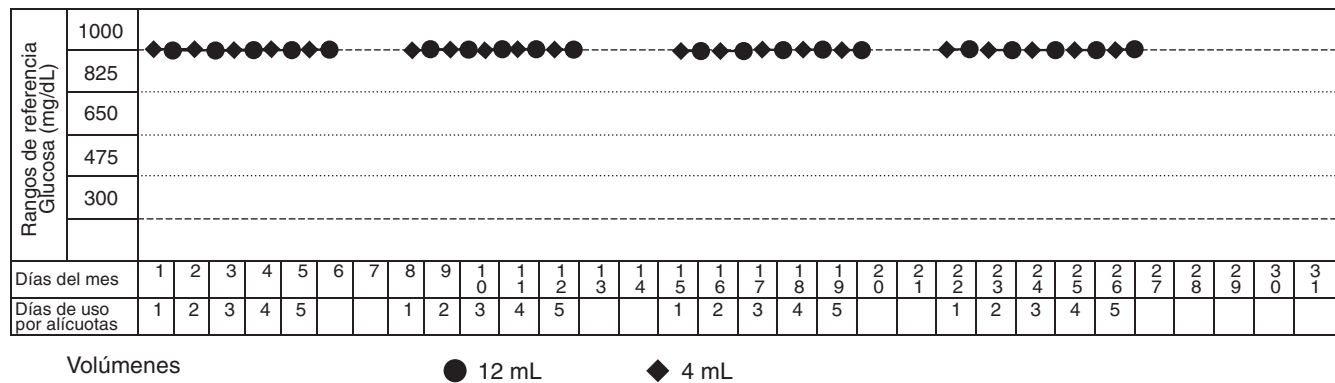 Rangos de referencia
Glucosa (mg/dL)
1000
825
650
475
300
Días del mes 1 2 3 4 5 6 7 8 9 10 11 12 13 14 15 16 17 18 19 20 21 22 23 24 25 26 27 28 29 30 31
Días de uso
por alícuotas 1 2 3 4 5 1 2 3 4 5 1 2 3 4 5 1 2 3 4 5
Volúmenes 12 mL 4 mL